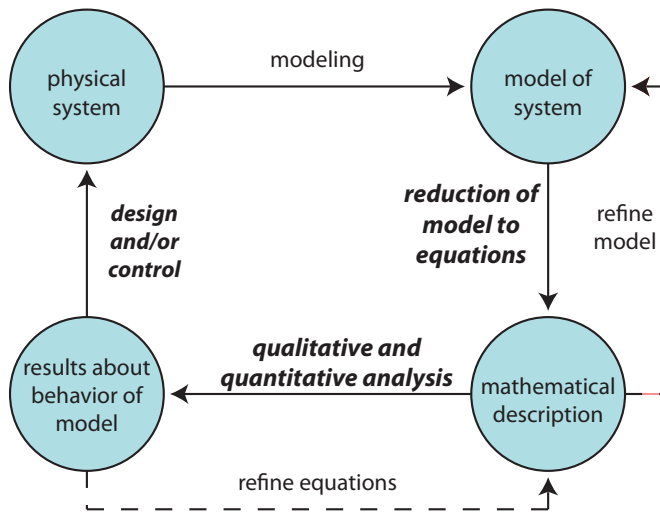 physical
system
modeling
model of
system
design
and/or
control
reduction of
model to
equations
refine
model
results about
behavior of
model
qualitative and
quantitative analysis
mathematical
description
refine equations